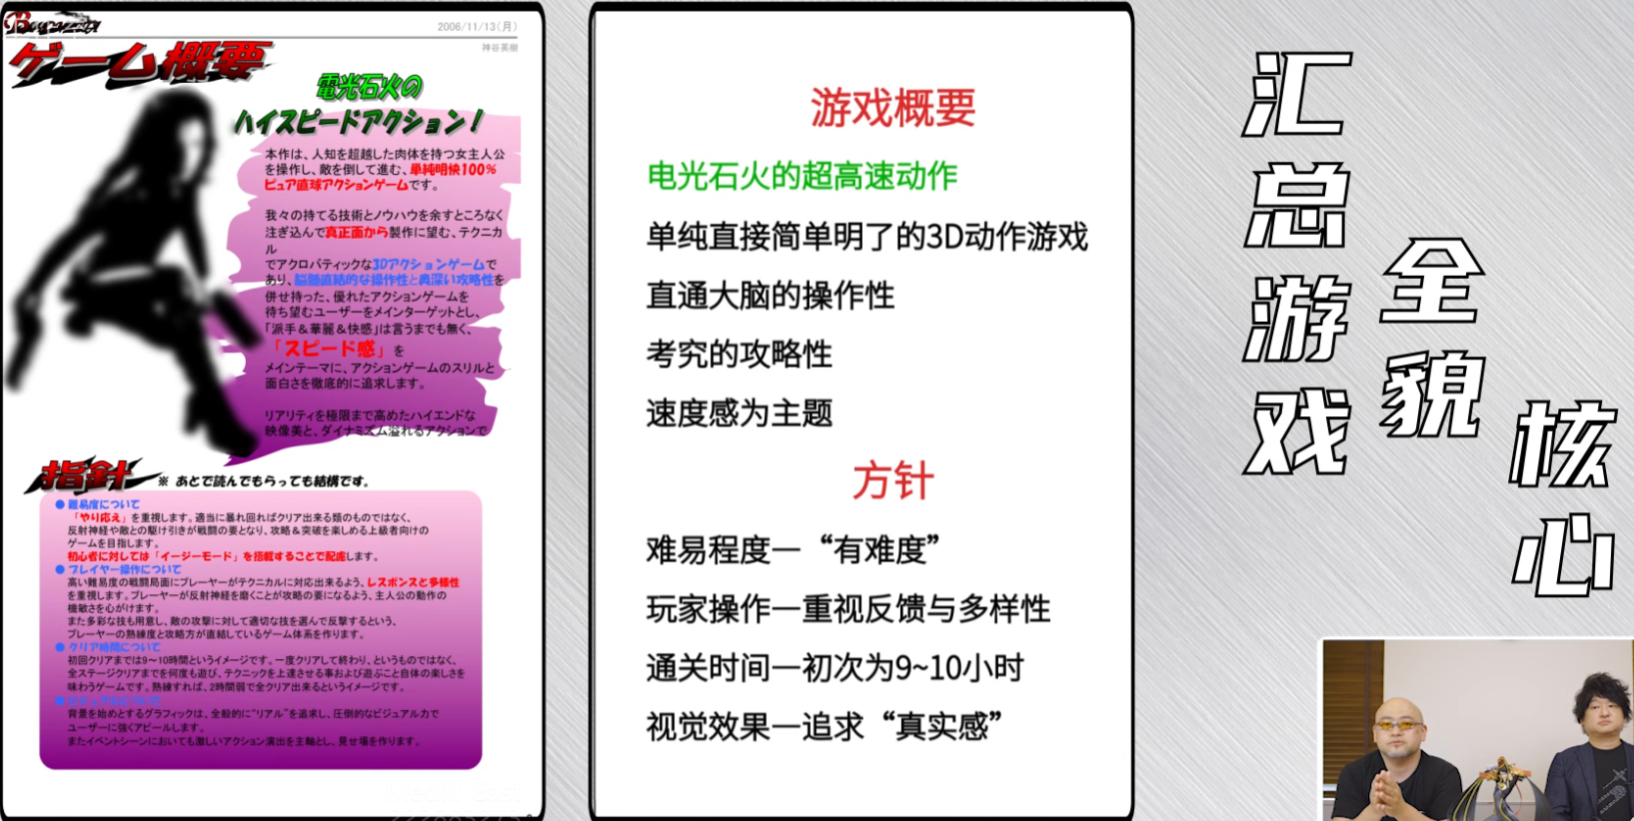 2006/11/13(月)
神谷英樹
ゲーム概要
電光石火の
ハイスピードアクション！
本作は、人知を超越した肉体を持つ女主人公
を操作し、敵を倒して進む、単純明快100%
ピュア直球アクションゲームです。
我々の持てる技術とノウハウを余すところなく
注ぎ込んで真正面から製作に望む、テクニカ
ル
でアクロバティックな3Dアクションゲームで
あり、脳髄直結的な操作性と奥深い攻略性を
併せ持った、優れたアクションゲームを
待ち望むユーザーをメインターゲットとし、
「派手＆華麗＆快感」は言うまでも無く、
「スピード感」を
メインテーマに、アクションゲームのスリルと
面白さを徹底的に追求します。
リアリティを極限まで高めたハイエンドな
映像美と、ダイナミズム溢れるアクションで
指針
※ あとで読んでもらっても結構です。
● 難易度について
「やり応え」を重視します。適当に暴れ回ればクリア出来る類のものではなく、
反射神経や敵との駆け引きが戦闘の要となり、攻略＆突破を楽しめる上級者向けの
ゲームを目指します。
初心者に対しては「イージーモード」を搭載することで配慮します。
● プレイヤー操作について
高い難易度の戦闘局面にプレーヤーがテクニカルに対応出来るよう、レスポンスと多様性
を重視します。プレーヤーが反射神経を磨くことが攻略の要になるよう、主人公の動作の
機敏さを心がけます。
また多彩な技も用意し、敵の攻撃に対して適切な技を選んで反撃するという、
プレーヤーの熟練度と攻略方が直結しているゲーム体系を作ります。
● クリア時間について
初回クリアまでは9～10時間というイメージです。一度クリアして終わり、というものではなく、
全ステージクリアまでを何度も遊び、テクニックを上達させる事および遊ぶこと自体の楽しさを
味わうゲームです。熟練すれば、2時間弱で全クリア出来るというイメージです。
● ビジュアルについて
背景を始めとするグラフィックは、全般的に“リアル”を追求し、圧倒的なビジュアル力で
ユーザーに強くアピールします。
またイベントシーンにおいても激しいアクション演出を主軸とし、見せ場を作ります。
游戏概要
电光石火的超高速动作
单纯直接简单明了的3D动作游戏
直通大脑的操作性
考究的攻略性
速度感为主题
方针
难易程度—“有难度”
玩家操作—重视反馈与多样性
通关时间—初次为9~10小时
视觉效果—追求“真实感”
汇总游戏
全貌
核心